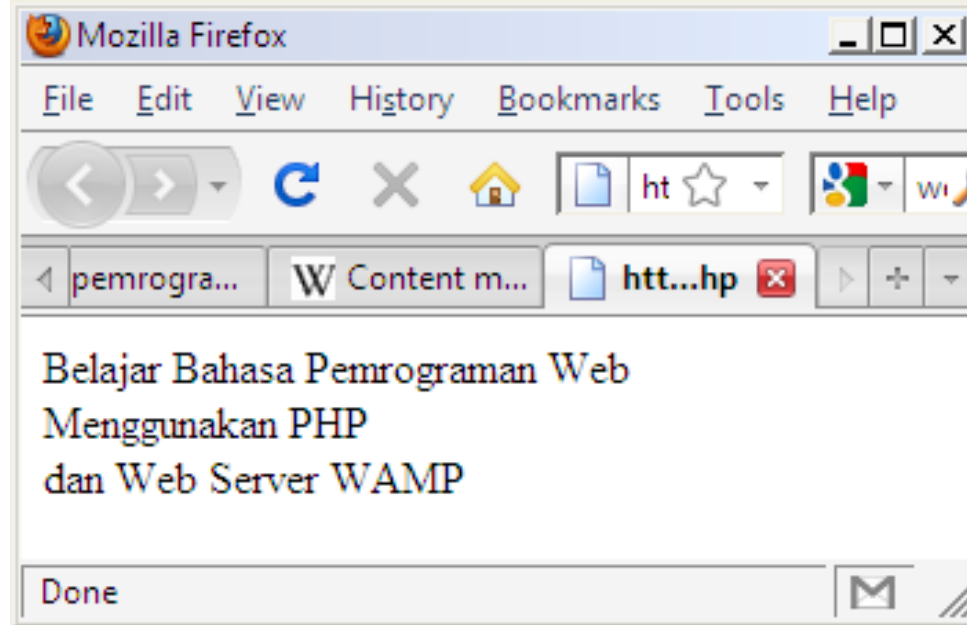 Mozilla Firefox
File Edit View History Bookmarks Tools Help
ht
pemrogra... W Content m... htt...hp
Belajar Bahasa Pemrograman Web
Menggunakan PHP
dan Web Server WAMP
Done